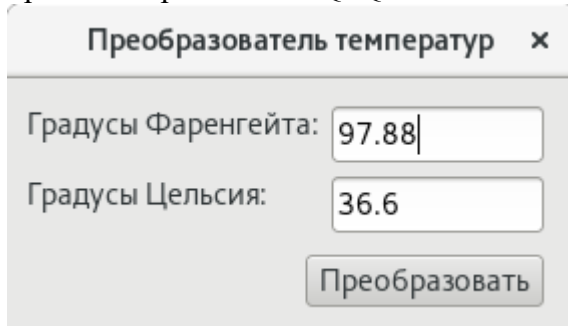 Преобразователь температур ×
Градусы Фаренгейта: 97.88
Градусы Цельсия: 36.6
Преобразовать